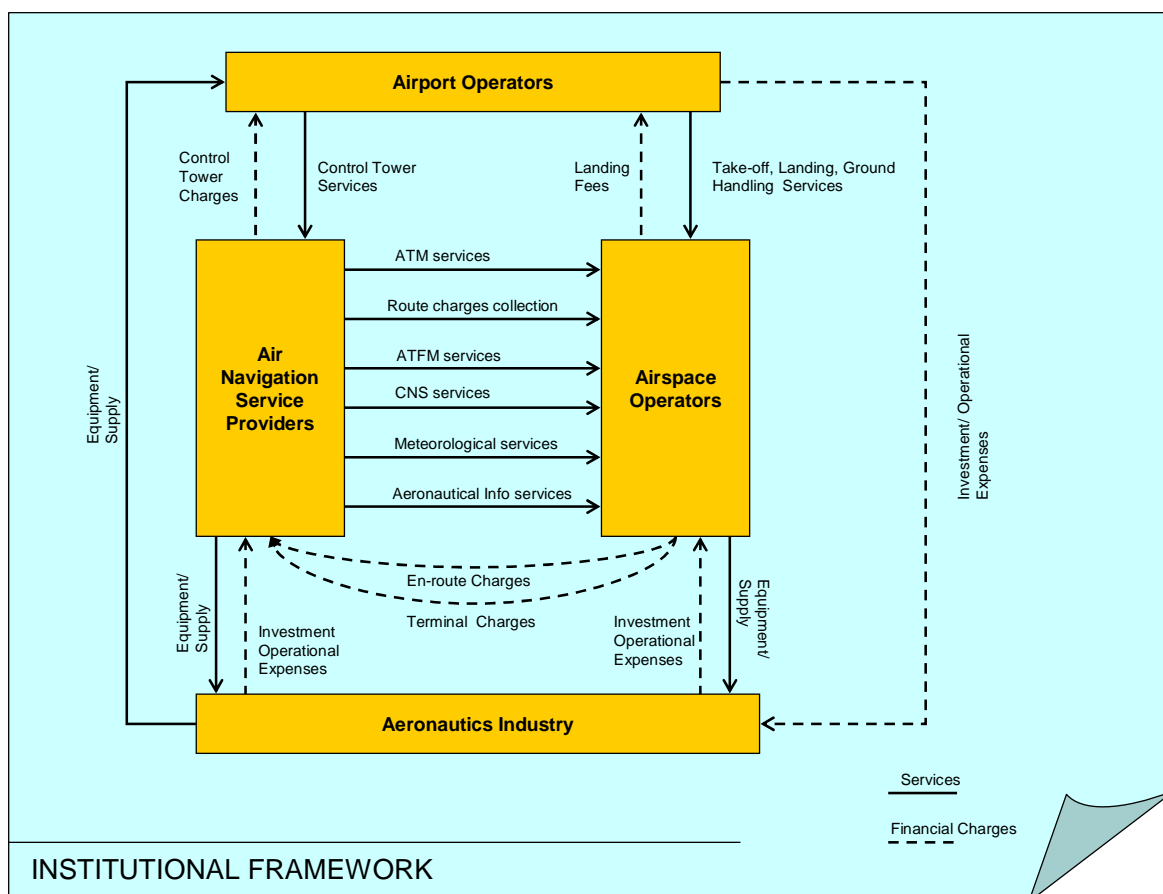 Airport Operators
Control
Tower
Charges
Control Tower
Services
Landing
Fees
Take-off, Landing, Ground
Handling Services
ATM services
Route charges collection
ATFM services
CNS services
Meteorological services
Aeronautical Info services
Air
Navigation
Service
Providers
Airspace
Operators
Equipment/
Supply
Investment/ Operational
Expenses
En-route Charges
Terminal Charges
Equipment/
Supply
Investment
Operational
Expenses
Investment
Operational
Expenses
Equipment/
Supply
Aeronautics Industry
Services
Financial Charges
INSTITUTIONAL FRAMEWORK